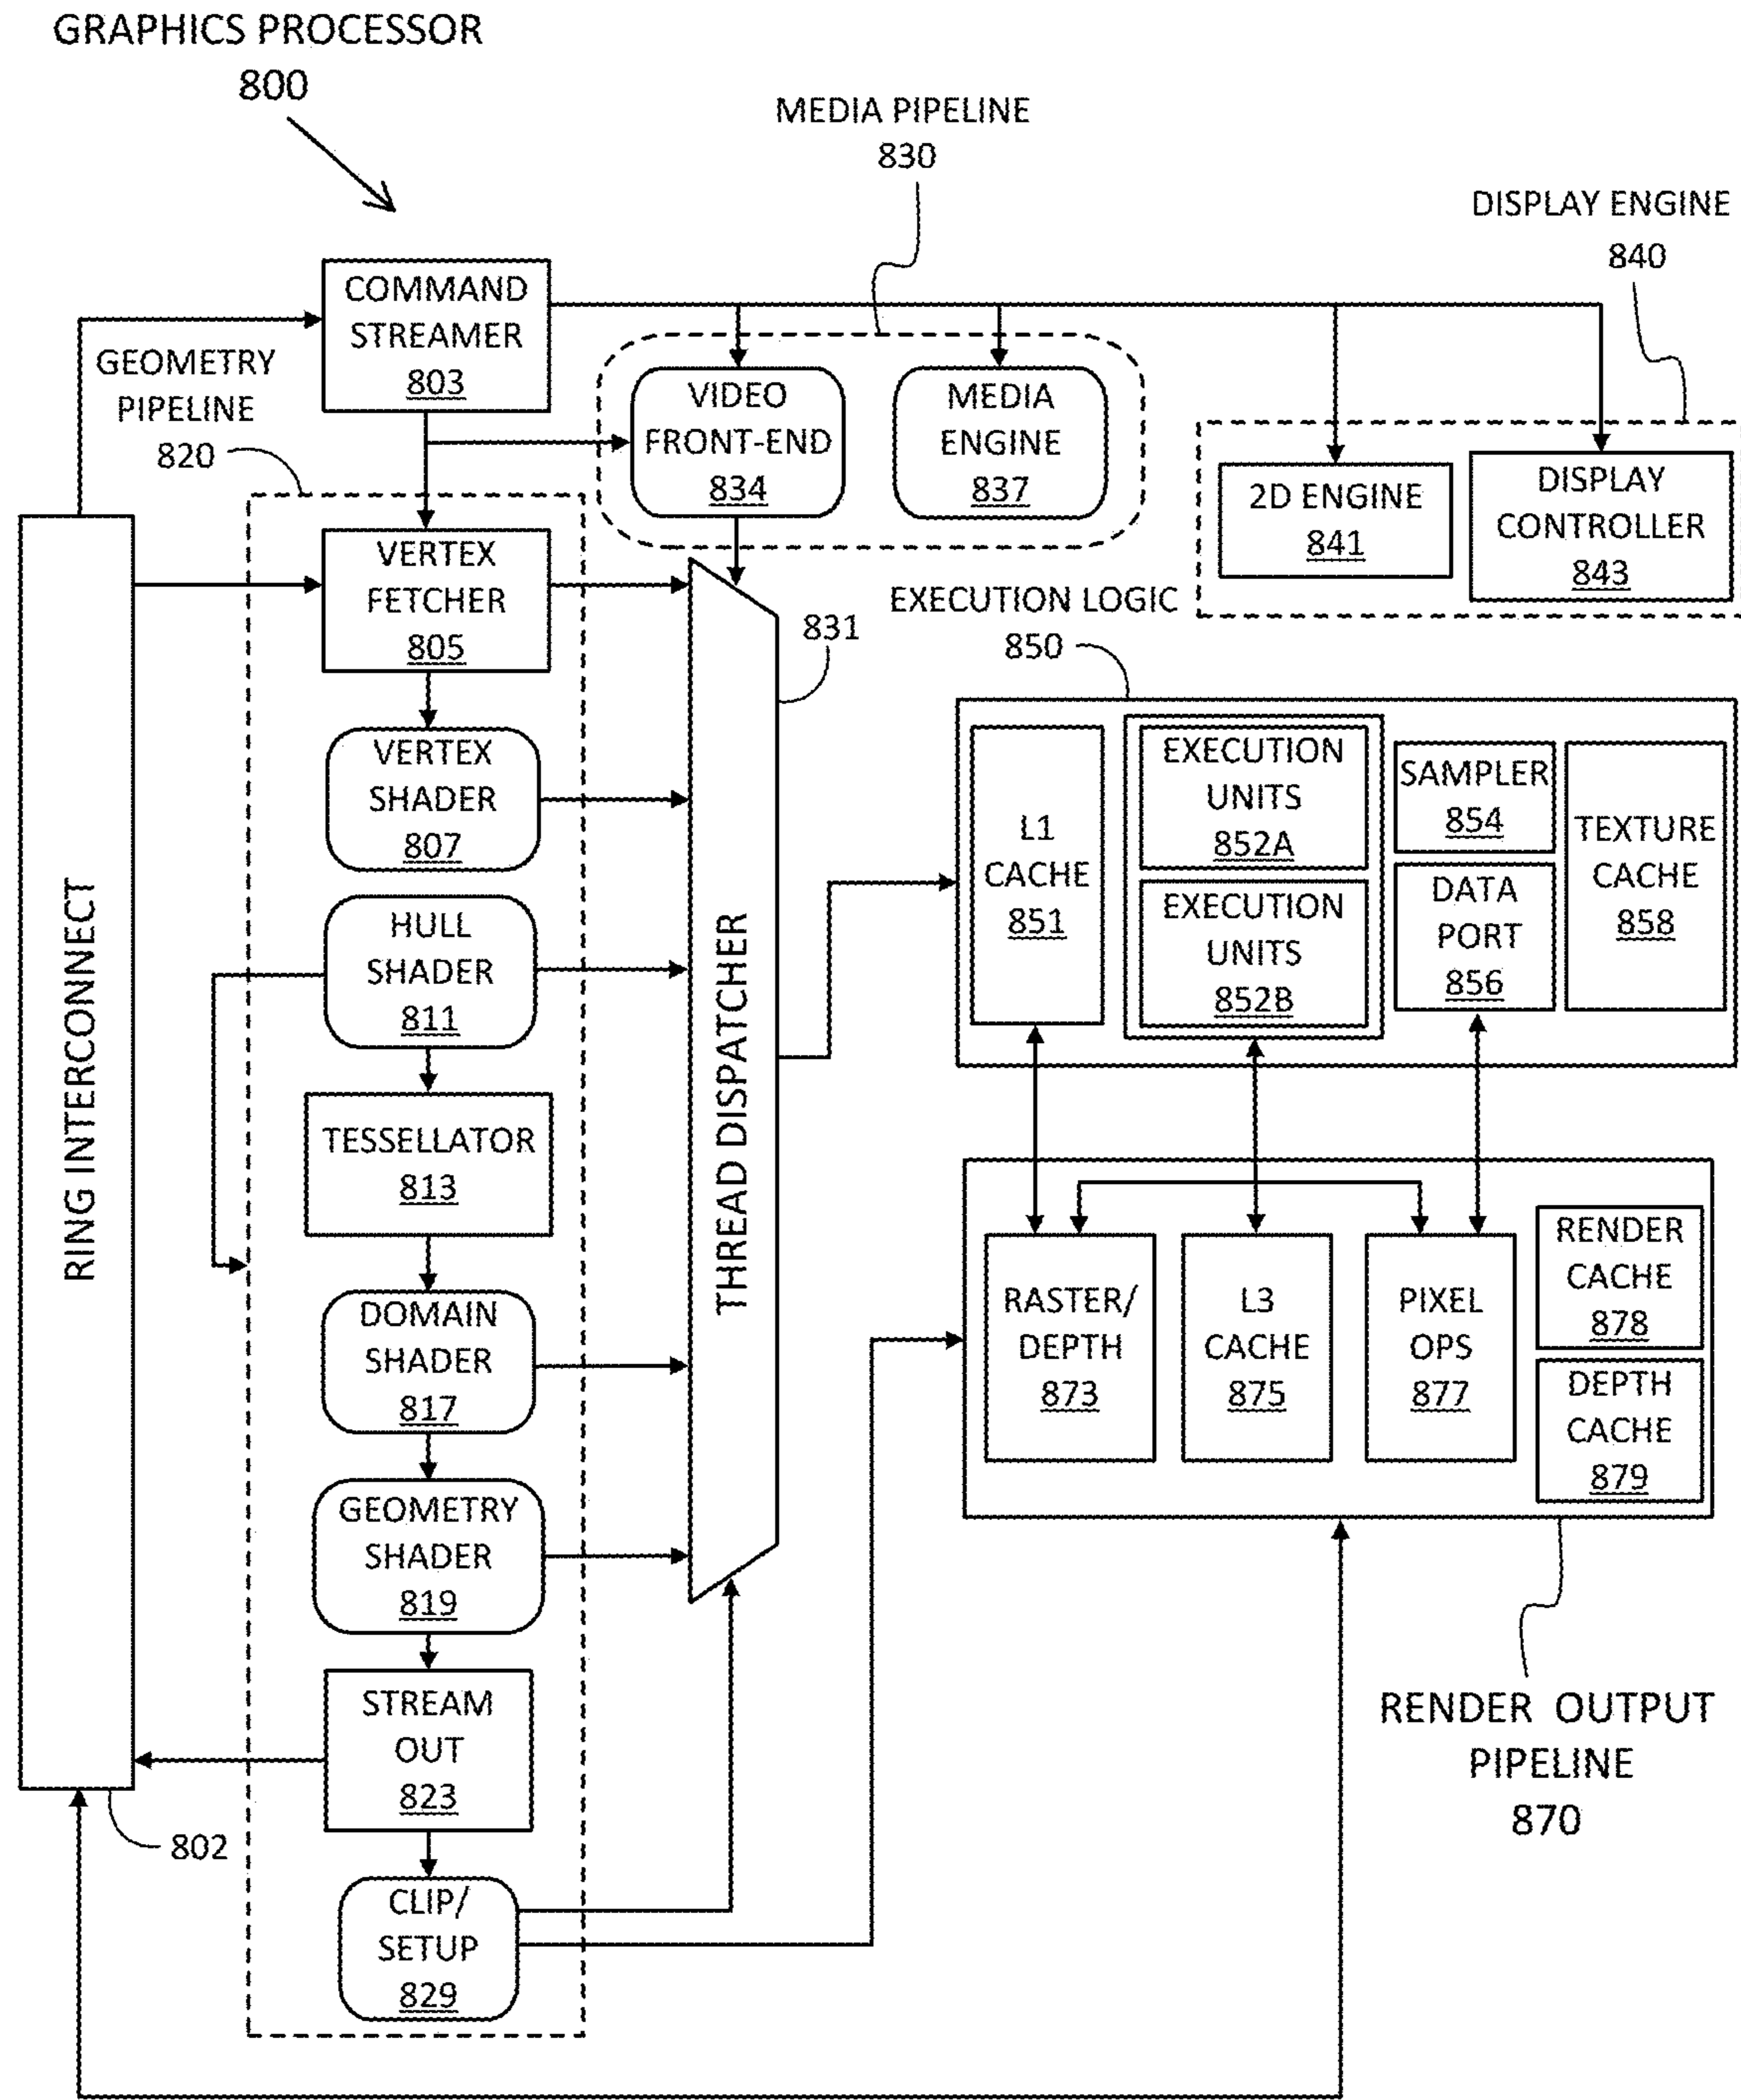 GRAPHICS PROCESSOR
800
MEDIA PIPELINE
830
DISPLAY ENGINE
840
COMMAND
STREAMER
803
GEOMETRY
PIPELINE
820
VIDEO
FRONT-END
834
MEDIA
ENGINE
837
2D ENGINE
841
DISPLAY
CONTROLLER
843
VERTEX
FETCHER
805
EXECUTION LOGIC
850
831
VERTEX
SHADER
807
HULL
SHADER
811
TESSELLATOR
813
DOMAIN
SHADER
817
GEOMETRY
SHADER
819
STREAM
OUT
823
CLIP/
SETUP
829
RING INTERCONNECT
802
THREAD DISPATCHER
L1
CACHE
851
EXECUTION
UNITS
852A
EXECUTION
UNITS
852B
SAMPLER
854
DATA
PORT
856
TEXTURE
CACHE
858
RASTER/
DEPTH
873
L3
CACHE
875
PIXEL
OPS
877
RENDER
CACHE
878
DEPTH
CACHE
879
RENDER OUTPUT
PIPELINE
870